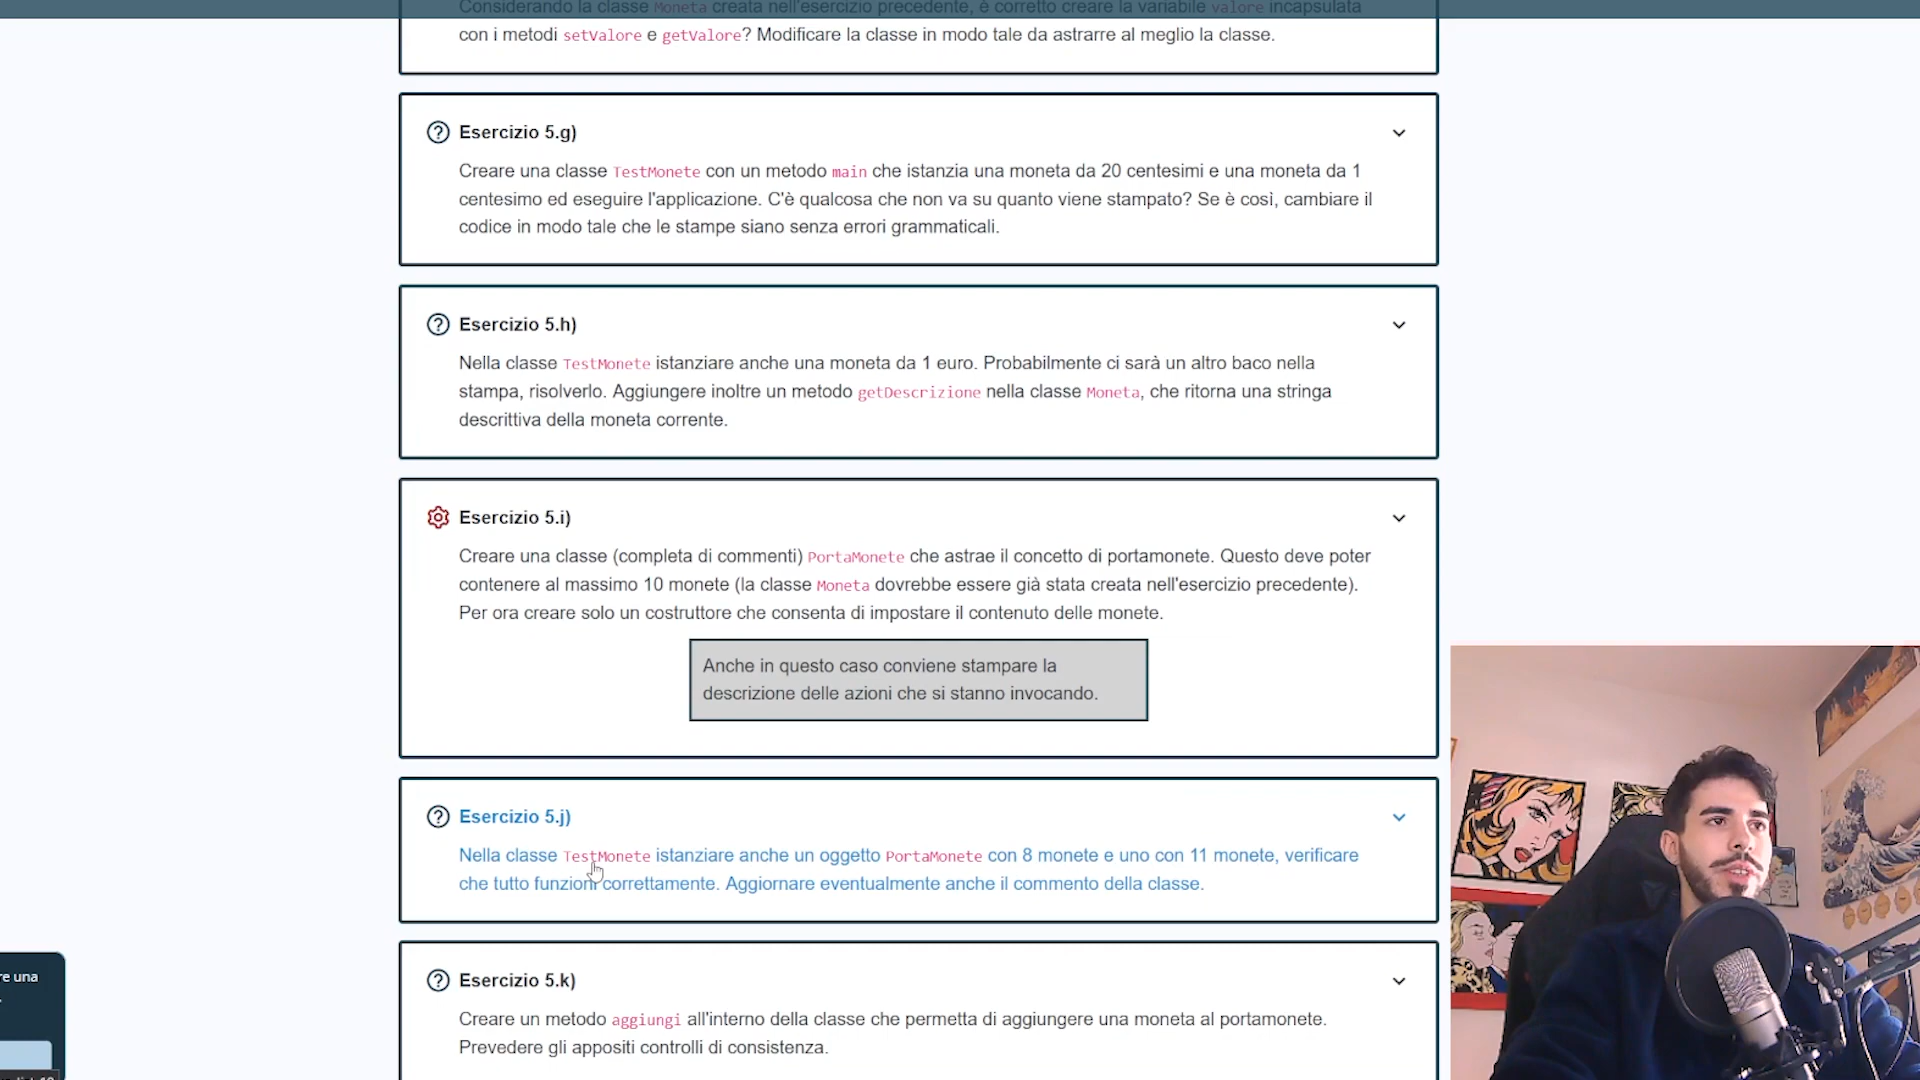 Considerando la classe Moneta creata nell'esercizio precedente, è corretto creare la variabile valore incapsulata
con i metodi setValore e getValore? Modificare la classe in modo tale da astrarre al meglio la classe.
Esercizio 5.g)
Creare una classe TestMonete con un metodo main che istanzia una moneta da 20 centesimi e una moneta da 1
centesimo ed eseguire l'applicazione. C'è qualcosa che non va su quanto viene stampato? Se è così, cambiare il
codice in modo tale che le stampe siano senza errori grammaticali.
Esercizio 5.h)
Nella classe TestMonete istanziare anche una moneta da 1 euro. Probabilmente ci sarà un altro baco nella
stampa, risolverlo. Aggiungere inoltre un metodo getDescrizione nella classe Moneta, che ritorna una stringa
descrittiva della moneta corrente.
Esercizio 5.i)
Creare una classe (completa di commenti) PortaMonete che astrae il concetto di portamonete. Questo deve poter
contenere al massimo 10 monete (la classe Moneta dovrebbe essere già stata creata nell'esercizio precedente).
Per ora creare solo un costruttore che consenta di impostare il contenuto delle monete.
Anche in questo caso conviene stampare la
descrizione delle azioni che si stanno invocando.
Esercizio 5.j)
Nella classe TestMonete istanziare anche un oggetto PortaMonete con 8 monete e uno con 11 monete, verificare
che tutto funzioni correttamente. Aggiornare eventualmente anche il commento della classe.
Esercizio 5.k)
Creare un metodo aggiungi all'interno della classe che permetta di aggiungere una moneta al portamonete.
Prevedere gli appositi controlli di consistenza.
re una